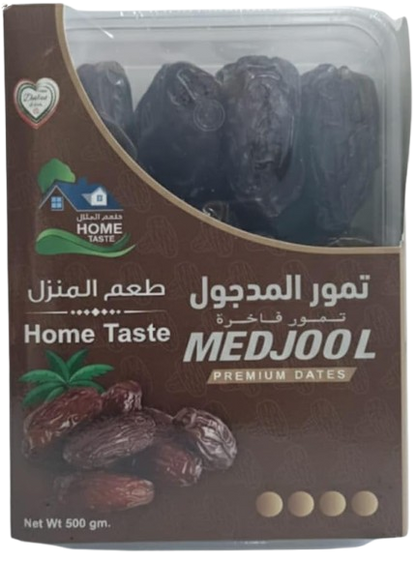 طعم المنزل
HOME
TASTE
طعم المنزل
Home Taste
تمور المدجول
تمور فاخرة
MEDJOOL
PREMIUM DATES
Net Wt 500 gm.